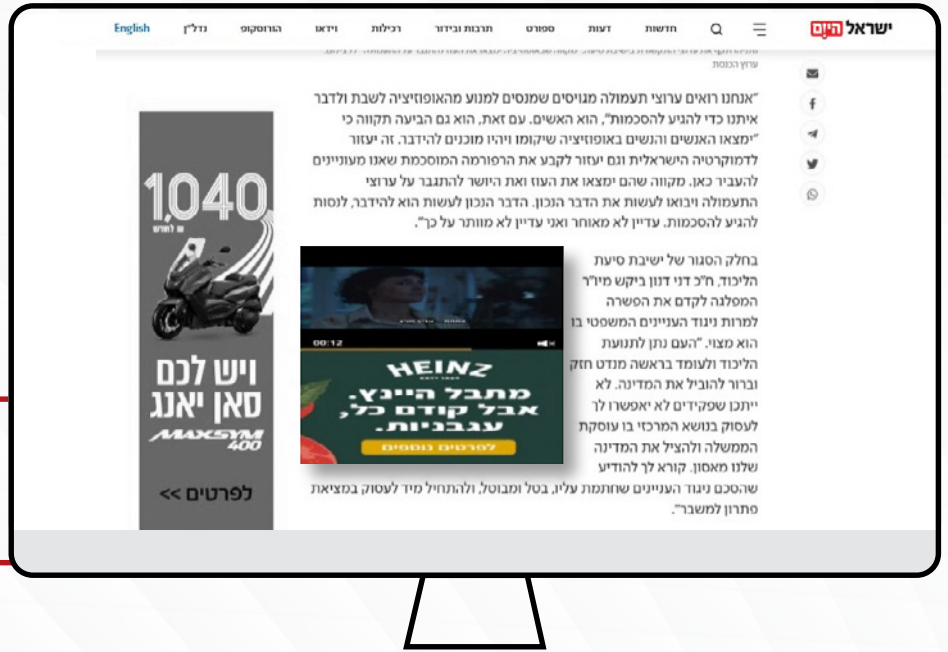 ישראל היום
חדשות
דעות
ספורט
תרבות ובידור
רכילות
וידאו
הורוסקופ
נדל״ן
English
ערוץ הכנסת
״אנחנו רואים ערוצי תעמולה מגויסים שמנסים למנוע מהאופוזיציה לשבת ולדבר
איתנו כדי להגיע להסכמות״, הוא האשים. עם זאת, הוא גם הביעה תקווה כי
״ימצאו האנשים והנשים באופוזיציה שיקומו ויהיו מוכנים להידבר. זה יעזור
לדמוקרטיה הישראלית וגם יעזור לקבע את הרפורמה המוסכמת שאנו מעוניינים
להעביר כאן. מקווה שהם ימצאו את העוז ואת היושר להתגבר על ערוצי
התעמולה ויבואו לעשות את הדבר הנכון. הדבר הנכון לעשות הוא להידבר, לנסות
להגיע להסכמות. עדיין לא מאוחר ואני עדיין לא מוותר על כך״.
בחלק הסגור של ישיבת סיעת
הליכוד, ח״כ דני דנון ביקש מיו״ר
המפלגה לקדם את הפשרה
למרות ניגוד העניינים המשפטי בו
הוא מצוי. ״העם נתן לתנועת
הליכוד ולעומד בראשה מנדט חזק
וברור להוביל את המדינה. לא
ייתכן שפקידים לא יאפשרו לך
לעסוק בנושא המרכזי בו עוסקת
הממשלה ולהציל את המדינה
שלנו מאסון. קורא לך להודיע
שהסכם ניגוד העניינים שחתמת עליו, בטל ומבוטל, ולהתחיל מיד לעסוק במציאת
פתרון למשבר״.
00:12
HEINZ
מתבל היינץ.
אבל קודם כל,
עגבניות.
לפרטים נוספים
1,040
₪ לחודש
ויש לכם
סאן יאנג
MAXSYM
400
לפרטים >>